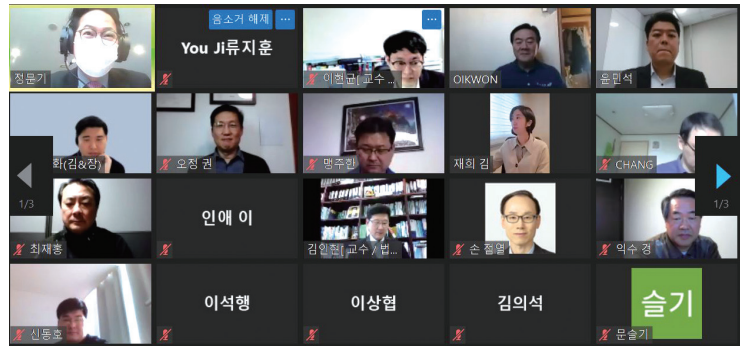 음소거 해제 ...
정문기
You Ji류지훈
이현균[ 교수 ...
OIKWON
윤민석
화(김&장)
오정 권
맹주한
재희 김
CHANG
1/3
1/3
최재홍
인애 이
김인현[ 교수 / 법...
손 점열
익수 경
신동호
이석행
이상협
김의석
슬기
문슬기